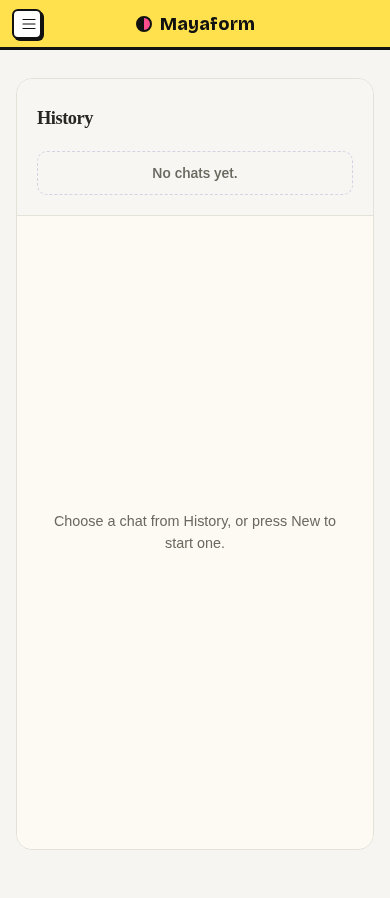 Mayaform
History
No chats yet.
Choose a chat from History, or press New to
start one.